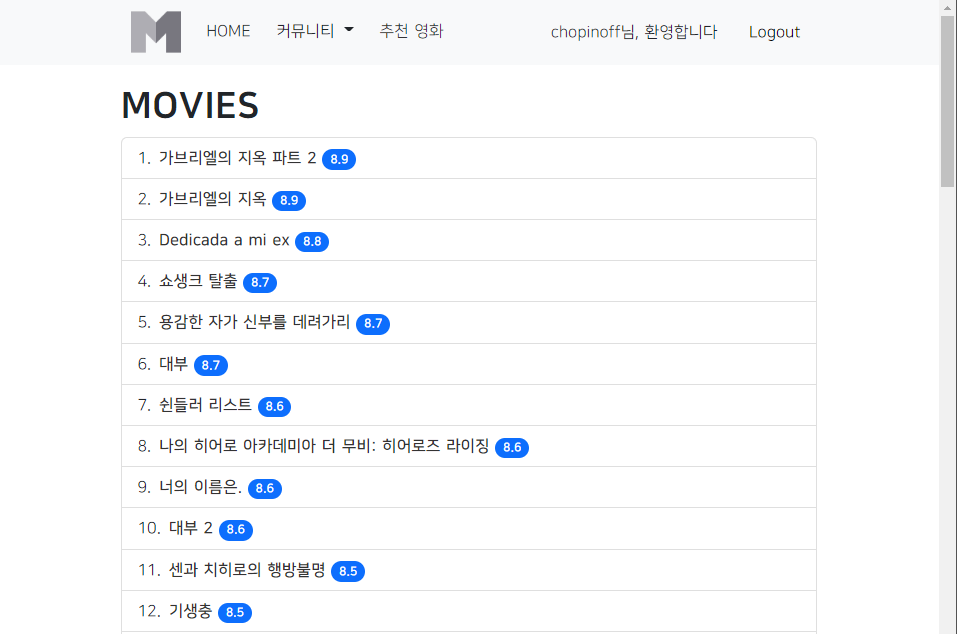 M HOME 커뮤니티 추천 영화 chopinoff님, 환영합니다 Logout
MOVIES
1. 가브리엘의 지옥 파트 2 8.9
2. 가브리엘의 지옥 8.9
3. Dedicada a mi ex 8.8
4. 쇼생크 탈출 8.7
5. 용감한 자가 신부를 데려가리 8.7
6. 대부 8.7
7. 쉰들러 리스트 8.6
8. 나의 히어로 아카데미아 더 무비: 히어로즈 라이징 8.6
9. 너의 이름은. 8.6
10. 대부 2 8.6
11. 센과 치히로의 행방불명 8.5
12. 기생충 8.5